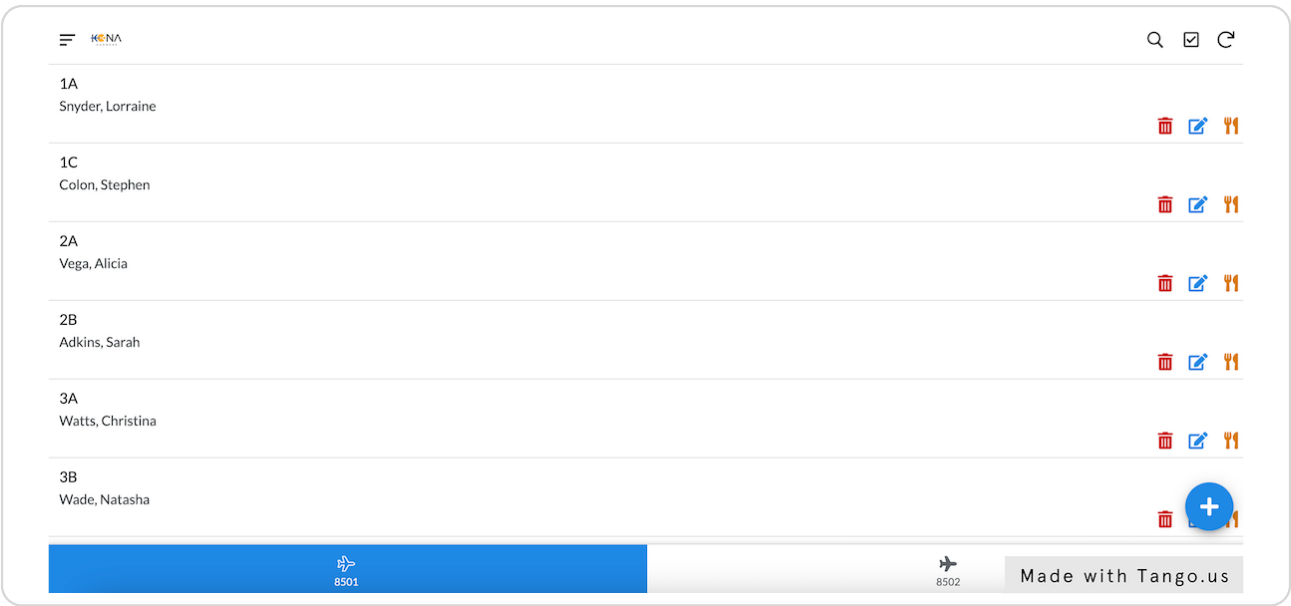 KONA
1A
Snyder, Lorraine
1C
Colon, Stephen
2A
Vega, Alicia
2B
Adkins, Sarah
3A
Watts, Christina
3B
Wade, Natasha
8501
8502
Made with Tango.us